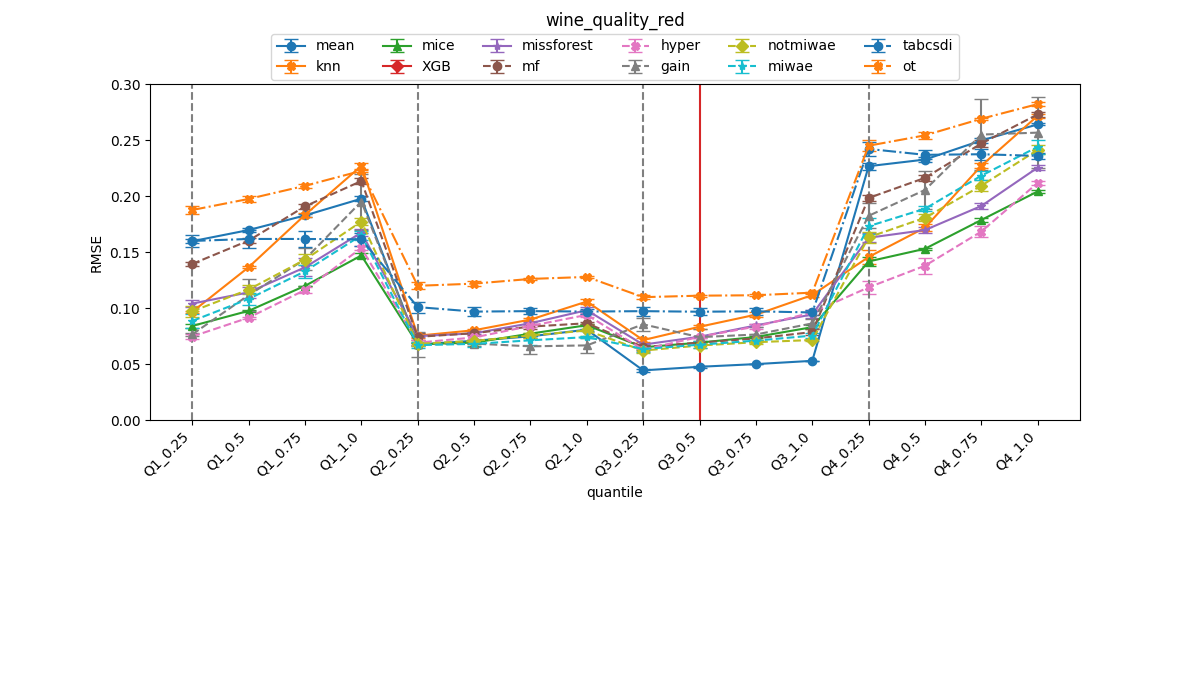 wine_quality_red
mean mice missforest hyper notmiwae tabcsdi
knn XGB mf gain miwae ot
0.30
0.25
0.20
0.15
0.10
0.05
0.00
RMSE
Q1_0.25 Q1_0.5 Q1_0.75 Q1_1.0 Q2_0.25 Q2_0.5 Q2_0.75 Q2_1.0 Q3_0.25 Q3_0.5 Q3_0.75 Q3_1.0 Q4_0.25 Q4_0.5 Q4_0.75 Q4_1.0
quantile